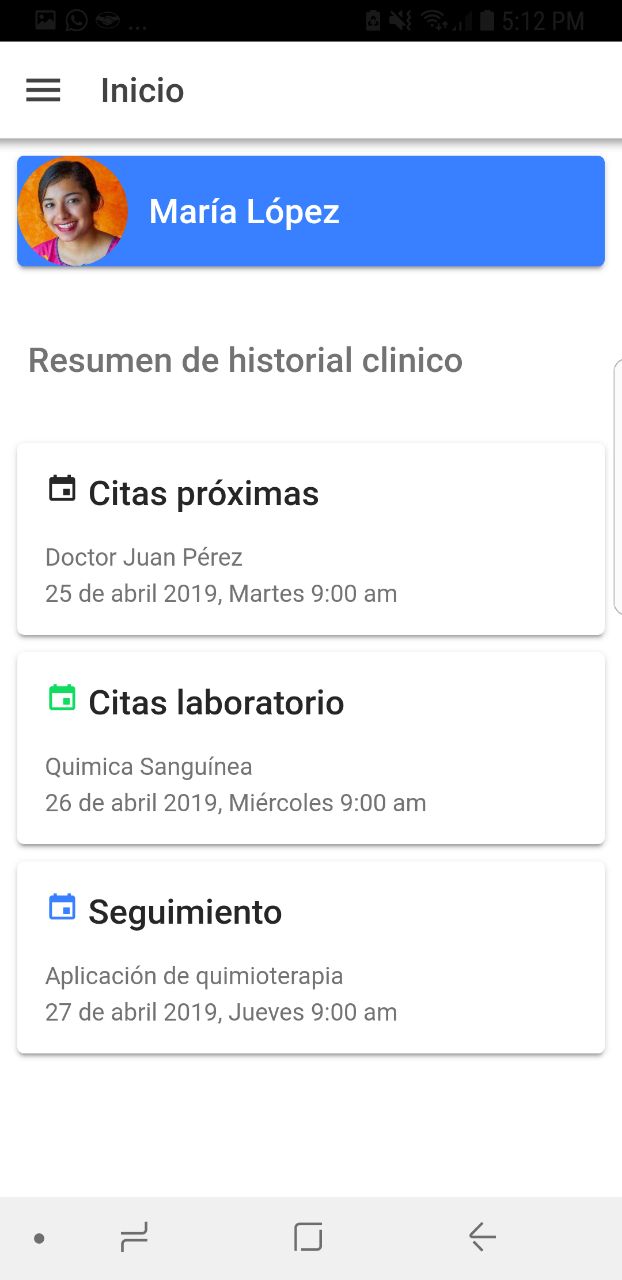 ... 5:12 PM
Inicio
María López
Resumen de historial clinico
Citas próximas
Doctor Juan Pérez
25 de abril 2019, Martes 9:00 am
Citas laboratorio
Quimica Sanguínea
26 de abril 2019, Miércoles 9:00 am
Seguimiento
Aplicación de quimioterapia
27 de abril 2019, Jueves 9:00 am